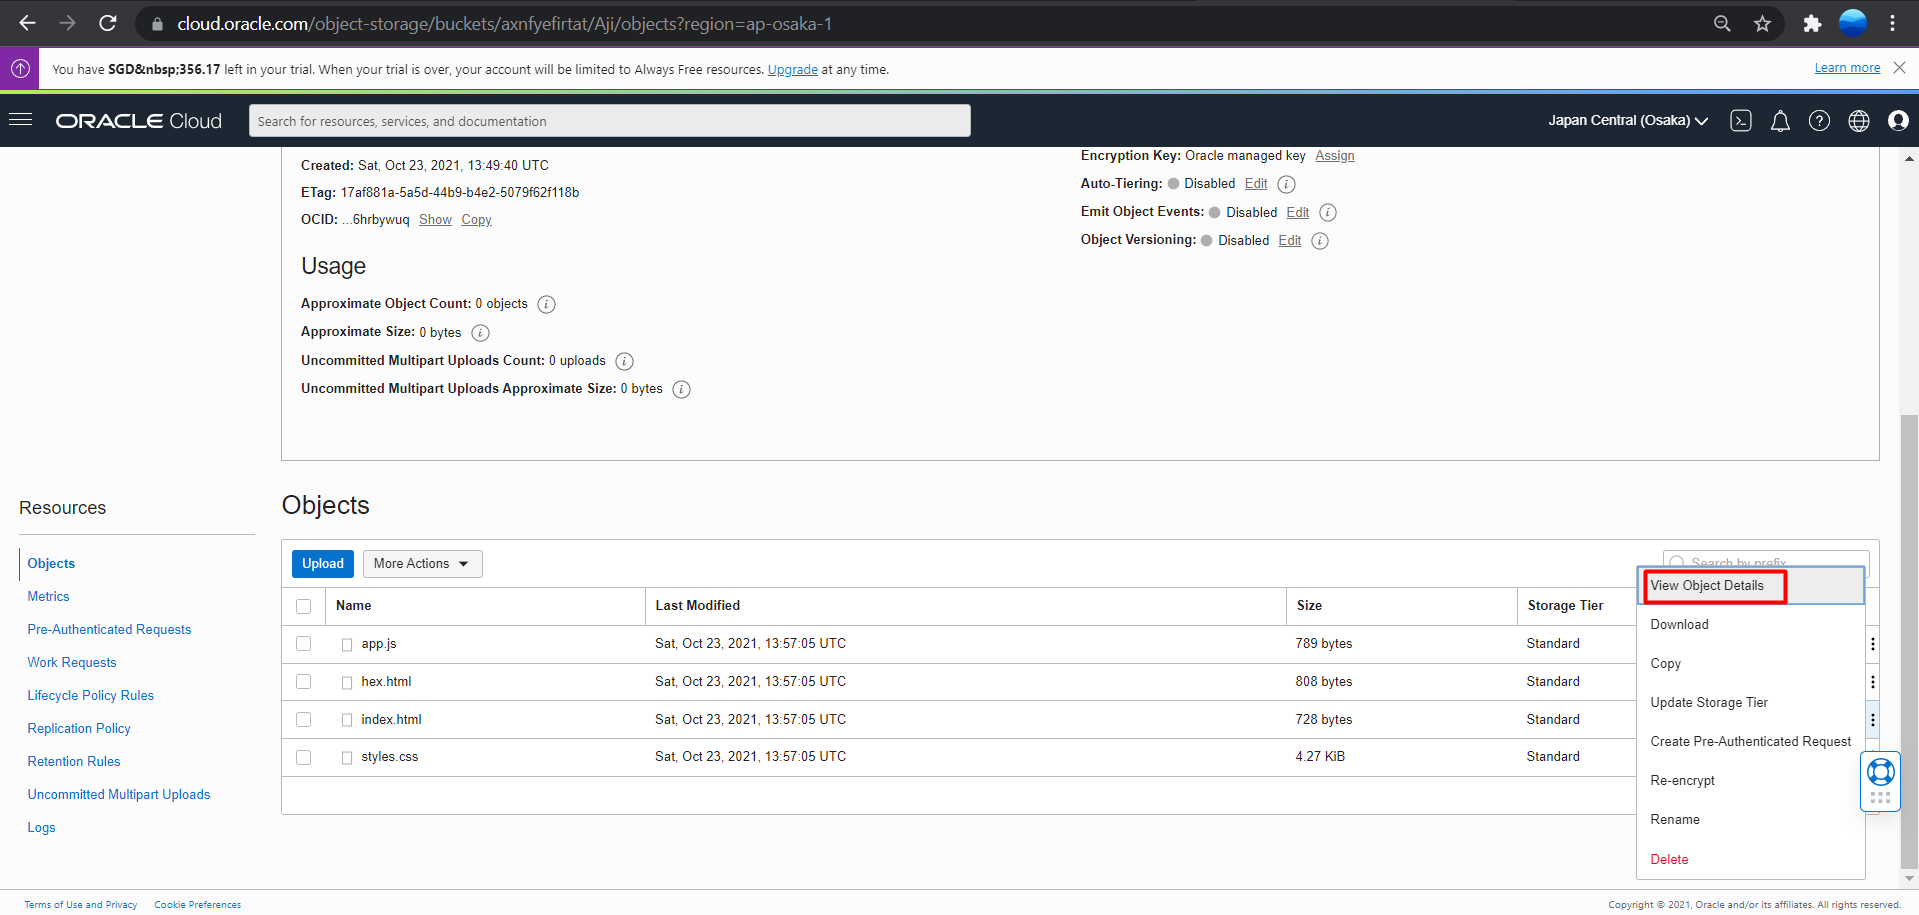 cloud.oracle.com/object-storage/buckets/axnfyefirtat/Aji/objects?region=ap-osaka-1
You have SGD&nbsp;356.17 left in your trial. When your trial is over, your account will be limited to Always Free resources. Upgrade at any time.
Learn more
ORACLE Cloud
Search for resources, services, and documentation
Japan Central (Osaka)
Created: Sat, Oct 23, 2021, 13:49:40 UTC
ETag: 17af881a-5a5d-44b9-b4e2-5079f62f118b
OCID: ...6hrbywuq Show Copy
Encryption Key: Oracle managed key Assign
Auto-Tiering: Disabled Edit
Emit Object Events: Disabled Edit
Object Versioning: Disabled Edit
Usage
Approximate Object Count: 0 objects
Approximate Size: 0 bytes
Uncommitted Multipart Uploads Count: 0 uploads
Uncommitted Multipart Uploads Approximate Size: 0 bytes
Resources
Objects
Metrics
Pre-Authenticated Requests
Work Requests
Lifecycle Policy Rules
Replication Policy
Retention Rules
Uncommitted Multipart Uploads
Logs
Objects
Upload More Actions
Search by prefix
Name Last Modified Size Storage Tier
app.js Sat, Oct 23, 2021, 13:57:05 UTC 789 bytes Standard
hex.html Sat, Oct 23, 2021, 13:57:05 UTC 808 bytes Standard
index.html Sat, Oct 23, 2021, 13:57:05 UTC 728 bytes Standard
styles.css Sat, Oct 23, 2021, 13:57:05 UTC 4.27 KiB Standard
View Object Details
Download
Copy
Update Storage Tier
Create Pre-Authenticated Request
Re-encrypt
Rename
Delete
Terms of Use and Privacy Cookie Preferences
Copyright © 2021, Oracle and/or its affiliates. All rights reserved.